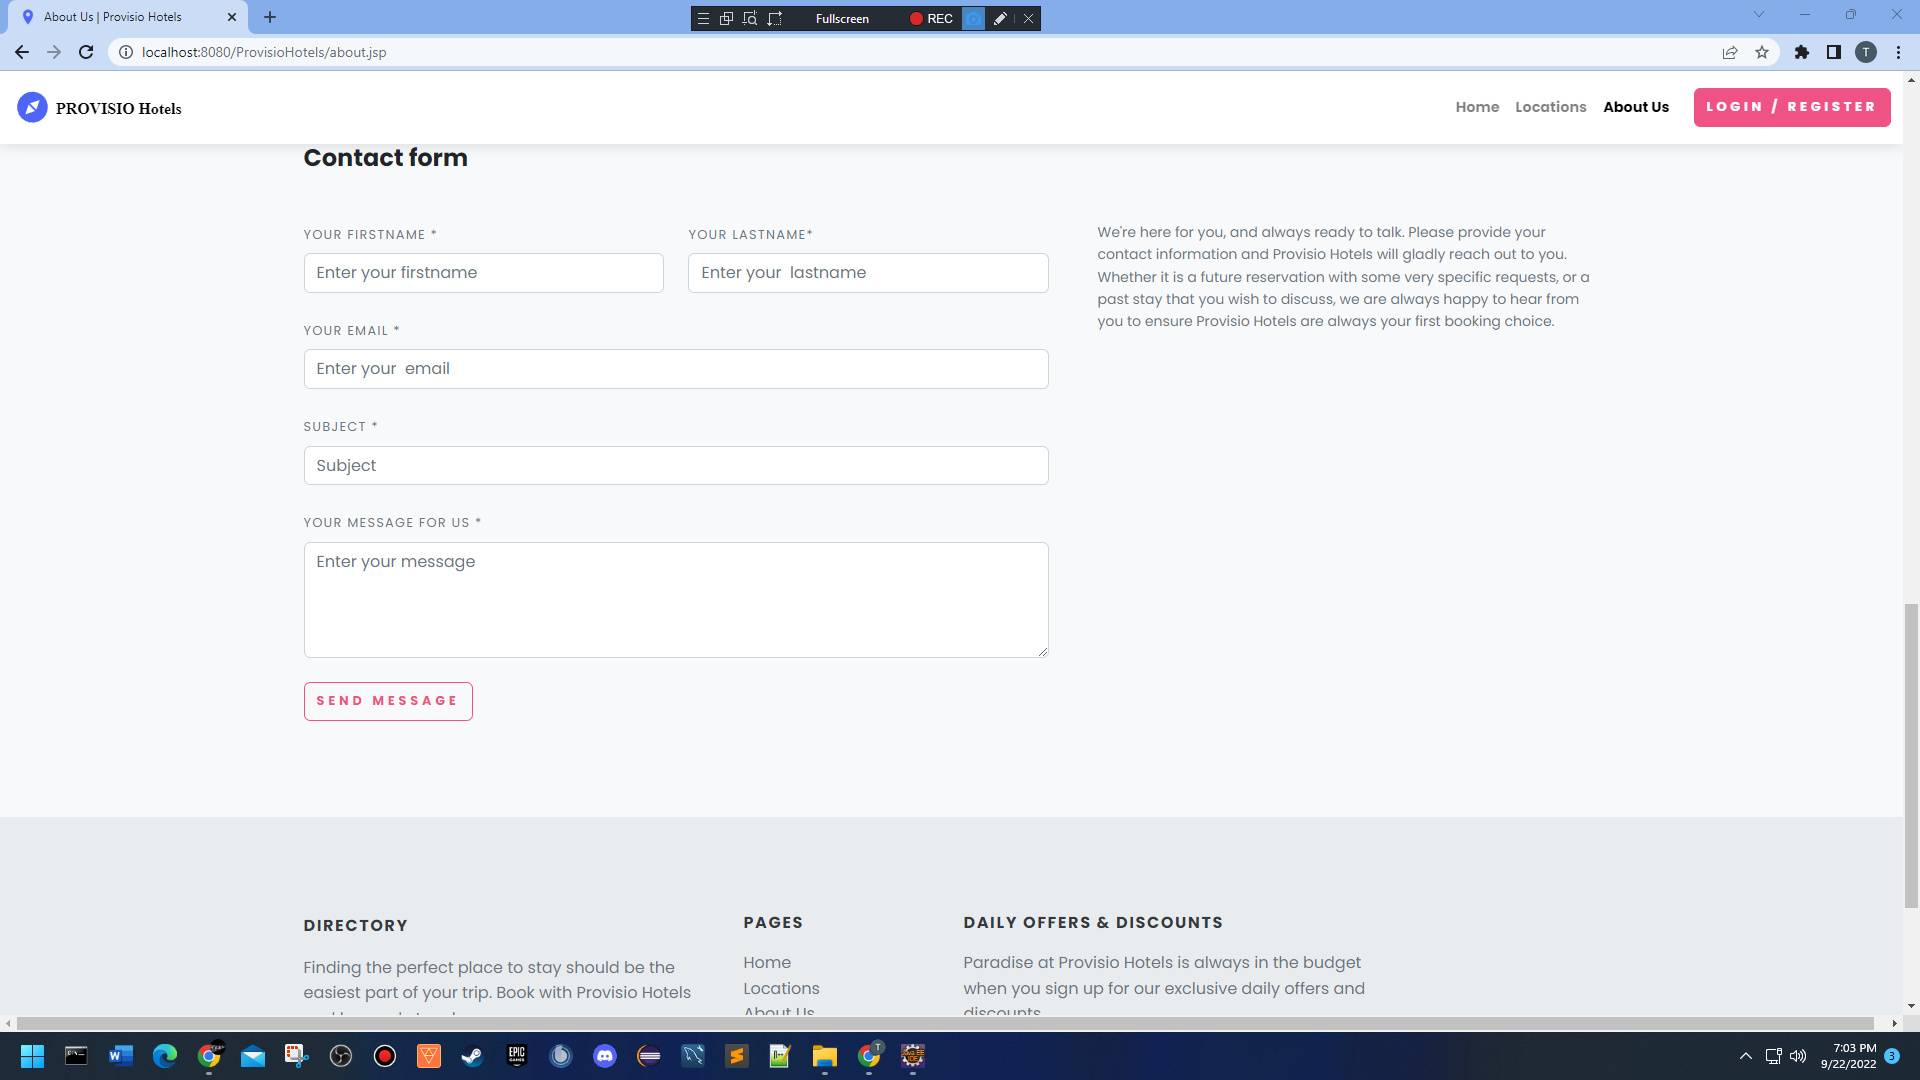 About Us | Provisio Hotels
Fullscreen
REC
localhost:8080/ProvisioHotels/about.jsp
T
PROVISIO Hotels
Home
Locations
About Us
LOGIN / REGISTER
Contact form
YOUR FIRSTNAME *
YOUR LASTNAME*
Enter your firstname
Enter your  lastname
YOUR EMAIL *
Enter your  email
SUBJECT *
Subject
YOUR MESSAGE FOR US *
Enter your message
SEND MESSAGE
We're here for you, and always ready to talk. Please provide your
contact information and Provisio Hotels will gladly reach out to you.
Whether it is a future reservation with some very specific requests, or a
past stay that you wish to discuss, we are always happy to hear from
you to ensure Provisio Hotels are always your first booking choice.
DIRECTORY
Finding the perfect place to stay should be the
easiest part of your trip. Book with Provisio Hotels
PAGES
Home
Locations
About Us
DAILY OFFERS & DISCOUNTS
Paradise at Provisio Hotels is always in the budget
when you sign up for our exclusive daily offers and
discounts.
EPIC
GAMES
T
7:03 PM
9/22/2022
3